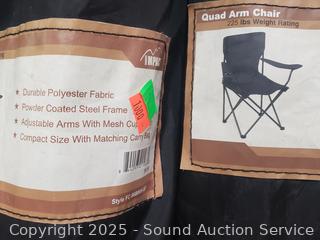 IMPACT
★ Durable Polyester Fabric
★ Powder Coated Steel Frame
★ Adjustable Arms With Mesh Cup
★ Compact Size With Matching Carry Bag
Quad Arm Chair
225 lbs Weight Rating
© 2025 - Sound Auction Service